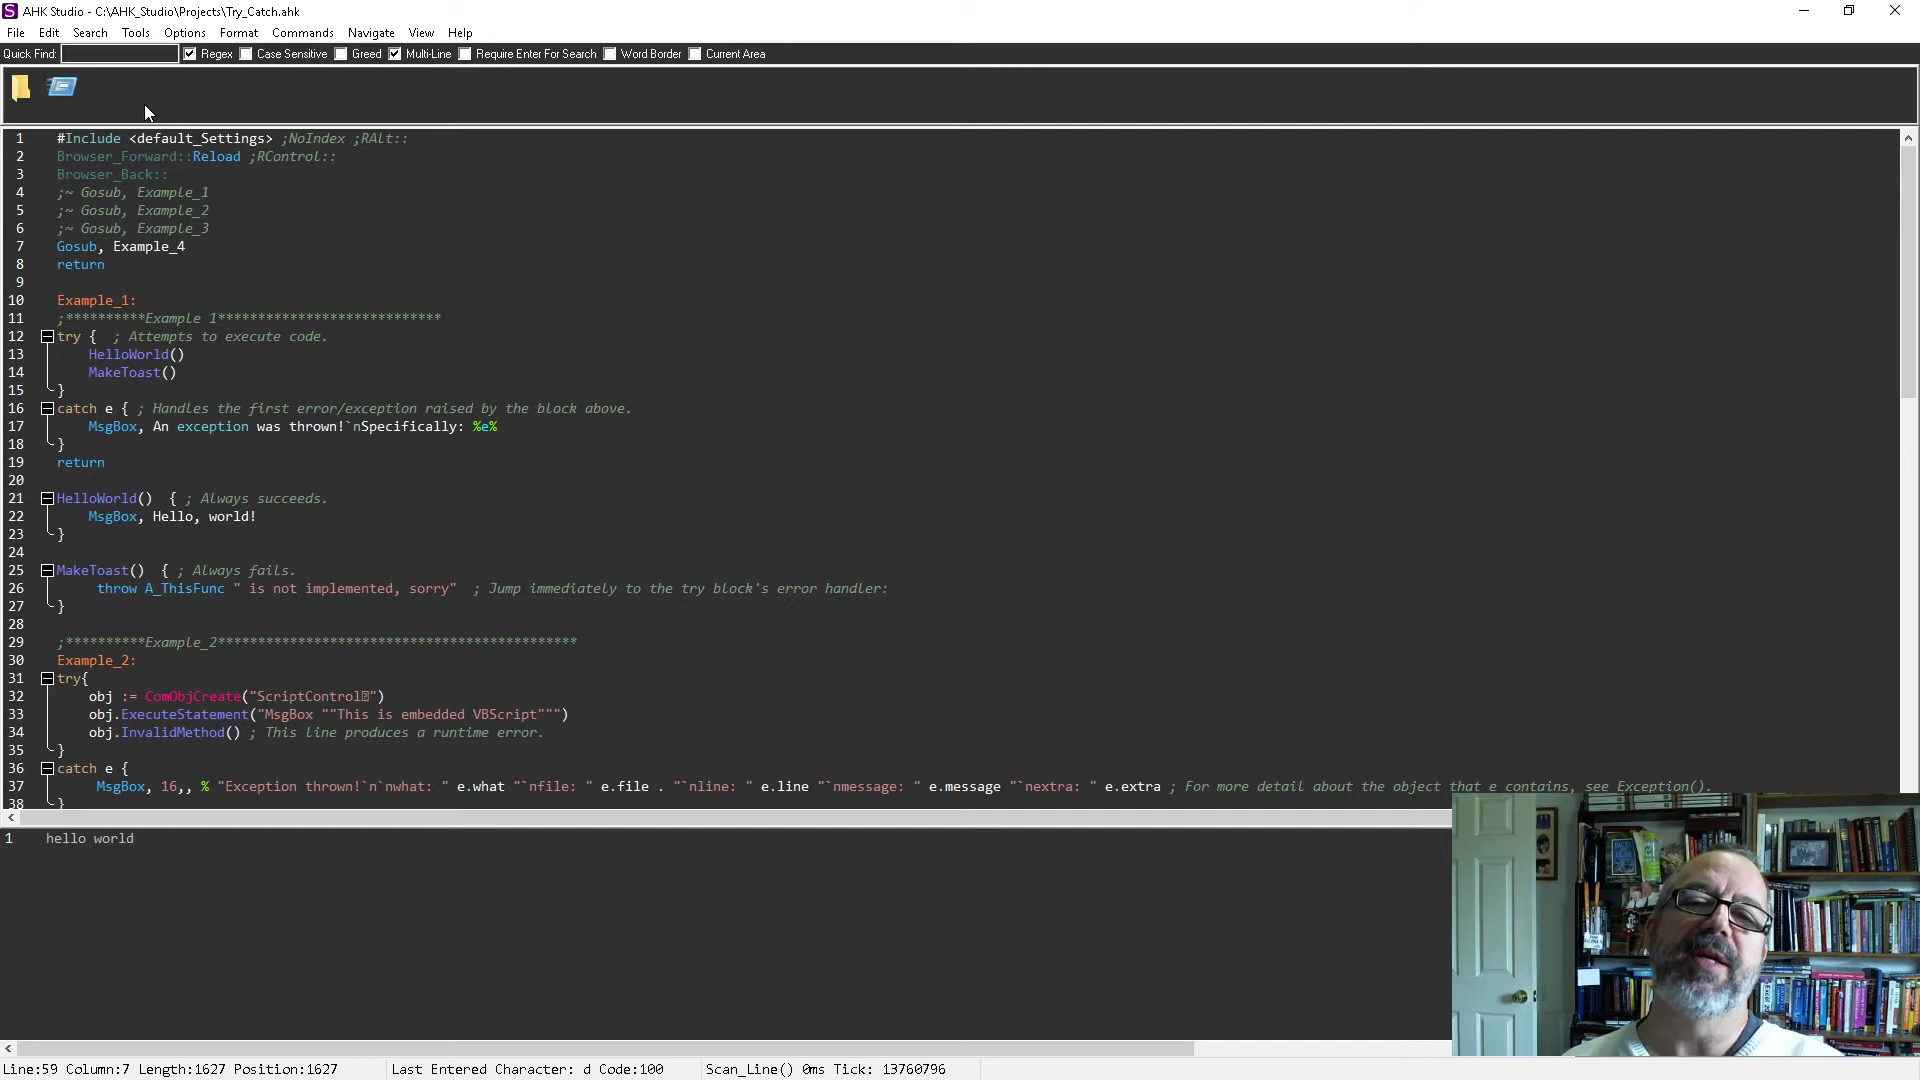 AHK Studio - C:\AHK_Studio\Projects\Try_Catch.ahk
File Edit Search Tools Options Format Commands Navigate View Help
Quick Find: Regex Case Sensitive Greed Multi-Line Require Enter For Search Word Border Current Area
1 #Include <default_Settings> ;NoIndex ;RAlt::
2 Browser_Forward::Reload ;RControl::
3 Browser_Back::
4 ;~ Gosub, Example_1
5 ;~ Gosub, Example_2
6 ;~ Gosub, Example_3
7 Gosub, Example_4
8 return
9
10 Example_1:
11 ;**********Example 1****************************
12 try {  ; Attempts to execute code.
13 HelloWorld()
14 MakeToast()
15 }
16 catch e { ; Handles the first error/exception raised by the block above.
17 MsgBox, An exception was thrown!`nSpecifically: %e%
18 }
19 return
20
21 HelloWorld()  { ; Always succeeds.
22 MsgBox, Hello, world!
23 }
24
25 MakeToast()  { ; Always fails.
26 throw A_ThisFunc " is not implemented, sorry"  ; Jump immediately to the try block's error handler:
27 }
28
29 ;**********Example_2*********************************************
30 Example_2:
31 try{
32 obj := ComObjCreate("ScriptControl")
33 obj.ExecuteStatement("MsgBox ""This is embedded VBScript""")
34 obj.InvalidMethod() ; This line produces a runtime error.
35 }
36 catch e {
37 MsgBox, 16,, % "Exception thrown!`n`nwhat: " e.what "`nfile: " e.file . "`nline: " e.line "`nmessage: " e.message "`nextra: " e.extra ; For more detail about the object that e contains, see Exception().
38 }
1 hello world
Line:59 Column:7 Length:1627 Position:1627 Last Entered Character: d Code:100 Scan_Line() 0ms Tick: 13760796